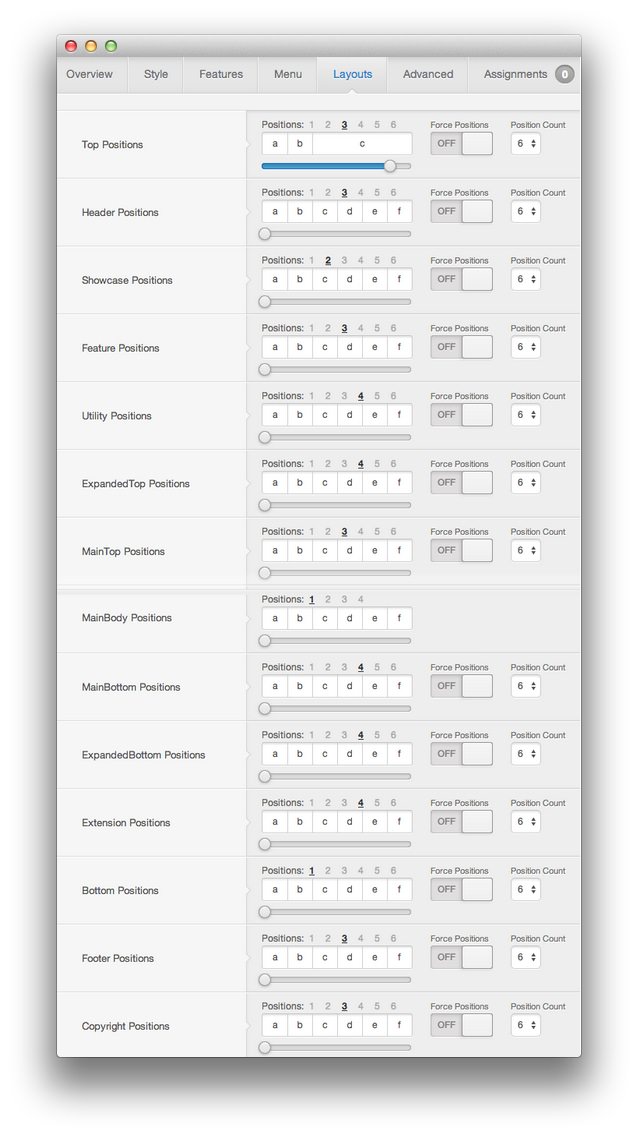 Overview Style Features Menu Layouts Advanced Assignments 0
Positions: 1 2 3 4 5 6 Force Positions Position Count
Top Positions a b c OFF 6
Positions: 1 2 3 4 5 6 Force Positions Position Count
Header Positions a b c d e f OFF 6
Positions: 1 2 3 4 5 6 Force Positions Position Count
Showcase Positions a b c d e f OFF 6
Positions: 1 2 3 4 5 6 Force Positions Position Count
Feature Positions a b c d e f OFF 6
Positions: 1 2 3 4 5 6 Force Positions Position Count
Utility Positions a b c d e f OFF 6
Positions: 1 2 3 4 5 6 Force Positions Position Count
ExpandedTop Positions a b c d e f OFF 6
Positions: 1 2 3 4 5 6 Force Positions Position Count
MainTop Positions a b c d e f OFF 6
Positions: 1 2 3 4
MainBody Positions a b c d e f
Positions: 1 2 3 4 5 6 Force Positions Position Count
MainBottom Positions a b c d e f OFF 6
Positions: 1 2 3 4 5 6 Force Positions Position Count
ExpandedBottom Positions a b c d e f OFF 6
Positions: 1 2 3 4 5 6 Force Positions Position Count
Extension Positions a b c d e f OFF 6
Positions: 1 2 3 4 5 6 Force Positions Position Count
Bottom Positions a b c d e f OFF 6
Positions: 1 2 3 4 5 6 Force Positions Position Count
Footer Positions a b c d e f OFF 6
Positions: 1 2 3 4 5 6 Force Positions Position Count
Copyright Positions a b c d e f OFF 6